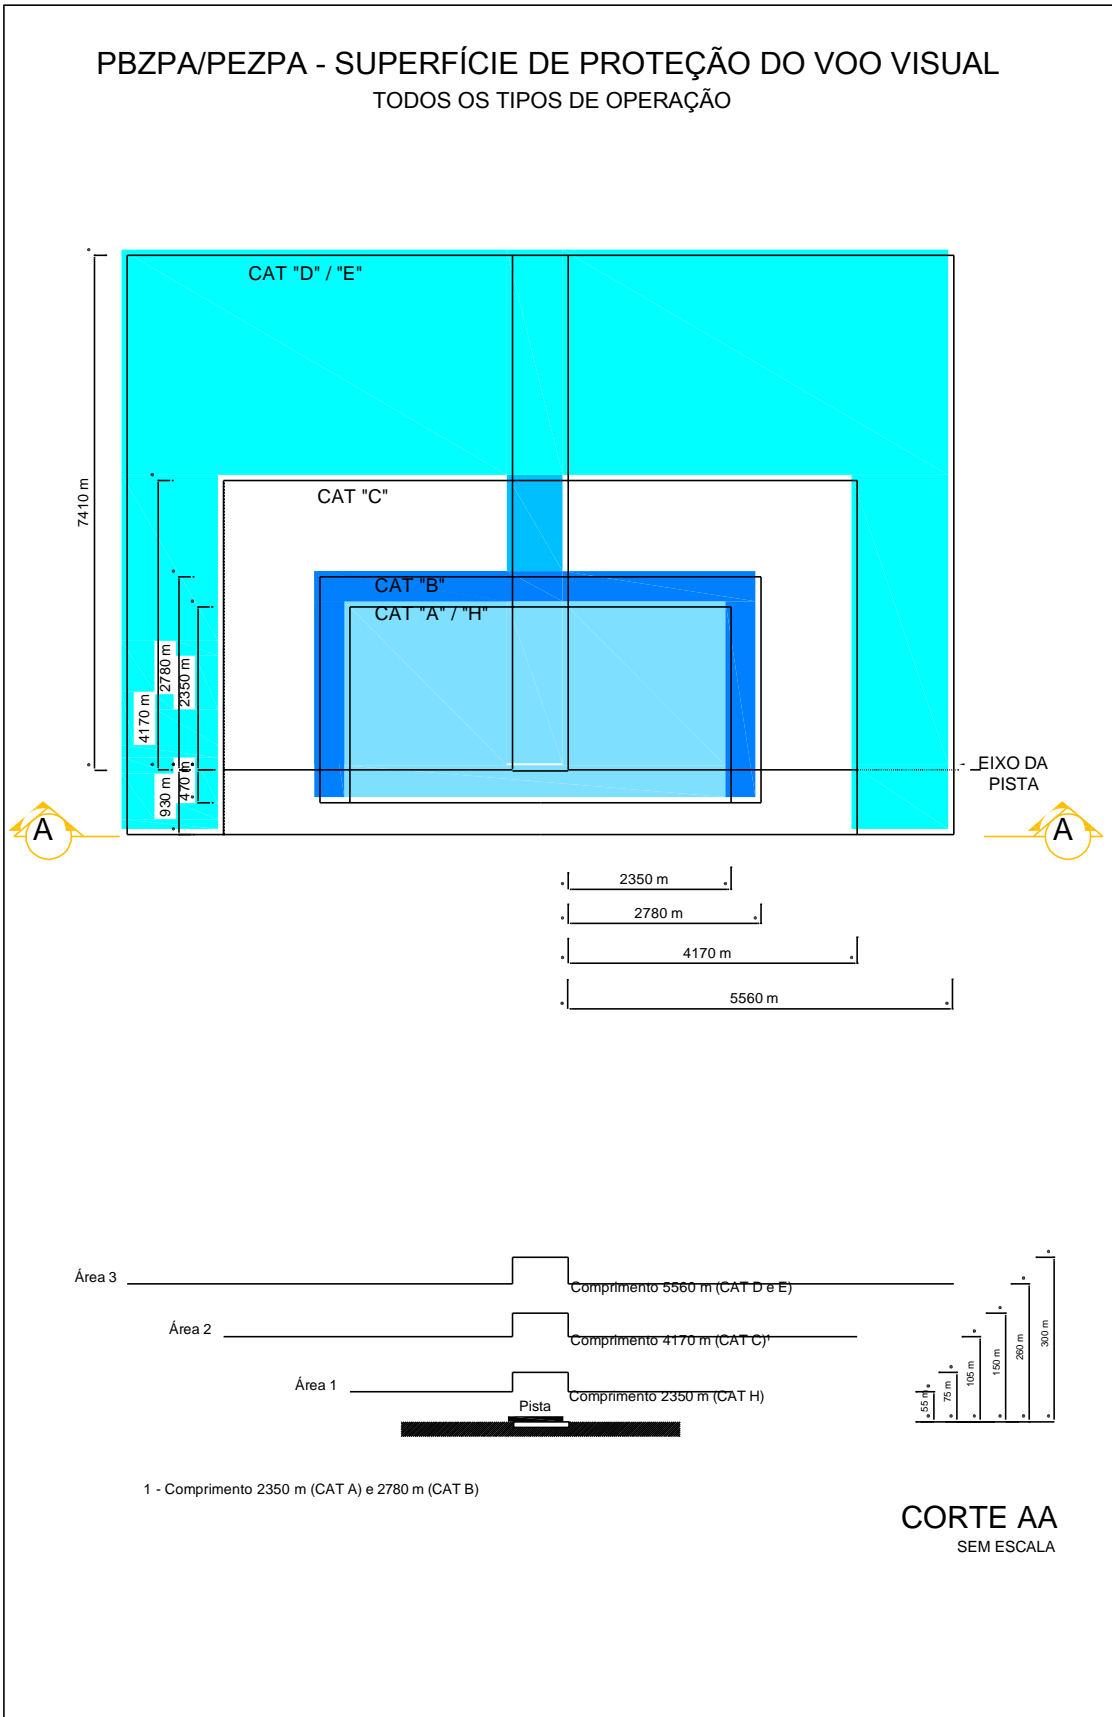 PBZPA/PEZPA - SUPERFÍCIE DE PROTEÇÃO DO VOO VISUAL
TODOS OS TIPOS DE OPERAÇÃO
CAT "D" / "E"
CAT "C"
CAT "B"
CAT "A" / "H"
7410 m
4170 m
2780 m
2350 m
930 m
470 m
EIXO DA
PISTA
A
A
2350 m
2780 m
4170 m
5560 m
Área 3
Comprimento 5560 m (CAT D e E)
Área 2
Comprimento 4170 m (CAT C)¹
Área 1
Comprimento 2350 m (CAT H)
Pista
55 m
75 m
105 m
150 m
260 m
300 m
1 - Comprimento 2350 m (CAT A) e 2780 m (CAT B)
CORTE AA
SEM ESCALA